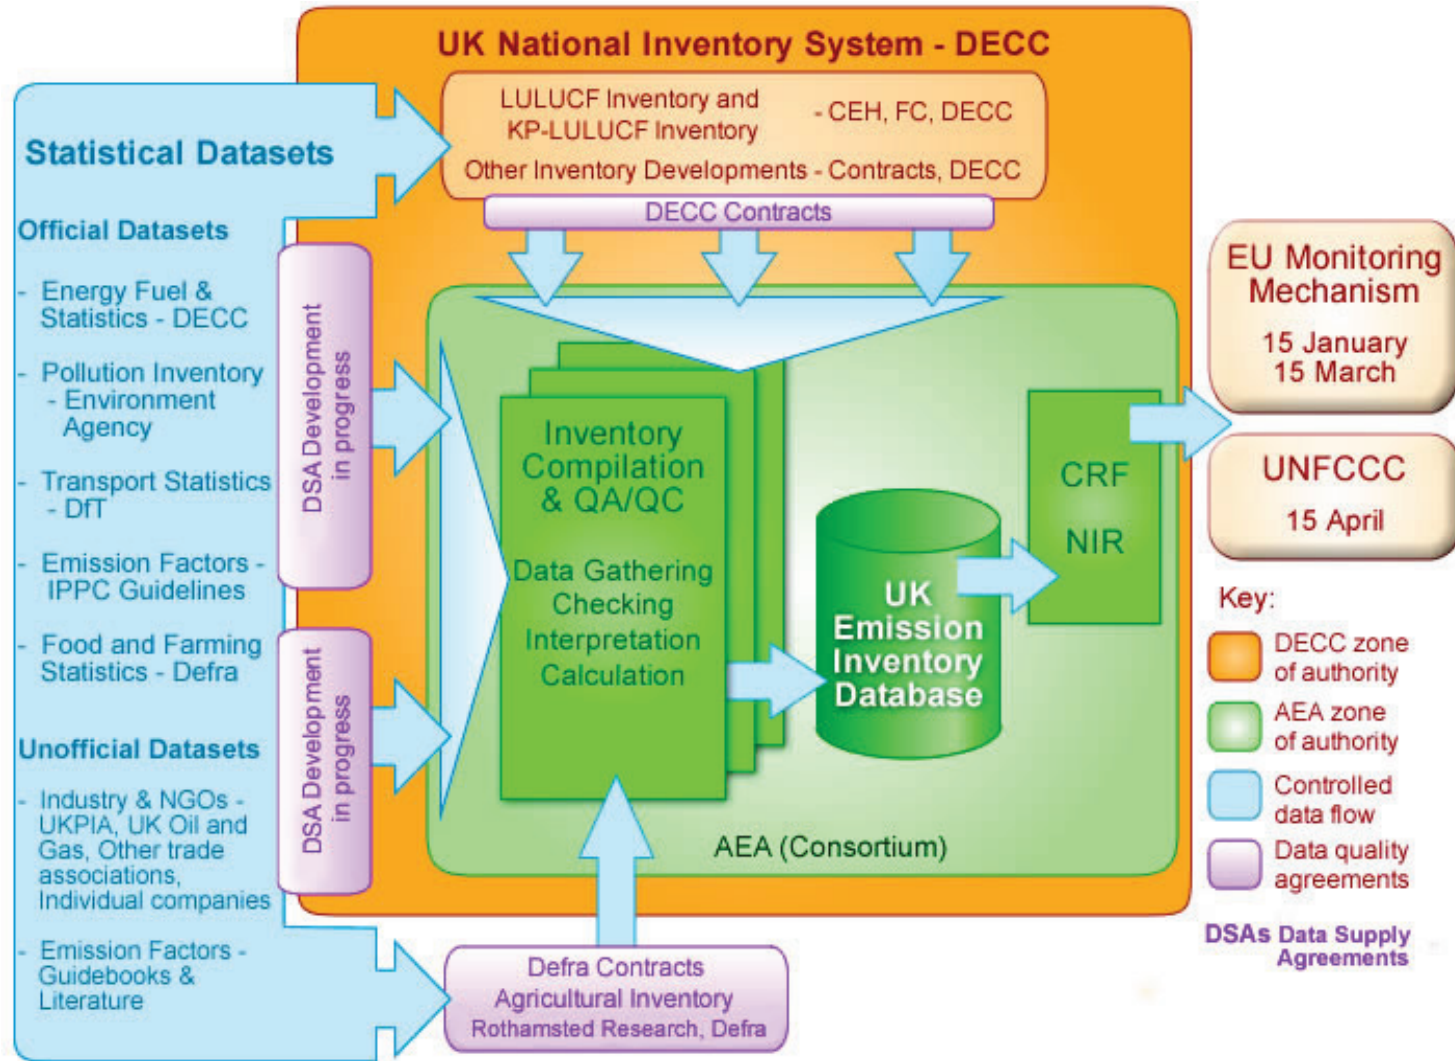 UK National Inventory System - DECC
LULUCF Inventory and
KP-LULUCF Inventory
- CEH, FC, DECC
Other Inventory Developments - Contracts, DECC
DECC Contracts
Statistical Datasets
Official Datasets
- Energy Fuel &
Statistics - DECC
- Pollution Inventory
- Environment
Agency
- Transport Statistics
- DfT
- Emission Factors -
IPPC Guidelines
- Food and Farming
Statistics - Defra
Unofficial Datasets
- Industry & NGOs -
UKPIA, UK Oil and
Gas, Other trade
associations,
Individual companies
- Emission Factors -
Guidebooks &
Literature
DSA Development
in progress
DSA Development
in progress
Inventory
Compilation
& QA/QC
Data Gathering
Checking
Interpretation
Calculation
UK
Emission
Inventory
Database
CRF
NIR
AEA (Consortium)
Defra Contracts
Agricultural Inventory
Rothamsted Research, Defra
EU Monitoring
Mechanism
15 January
15 March
UNFCCC
15 April
Key:
DECC zone
of authority
AEA zone
of authority
Controlled
data flow
Data quality
agreements
DSAs Data Supply
Agreements